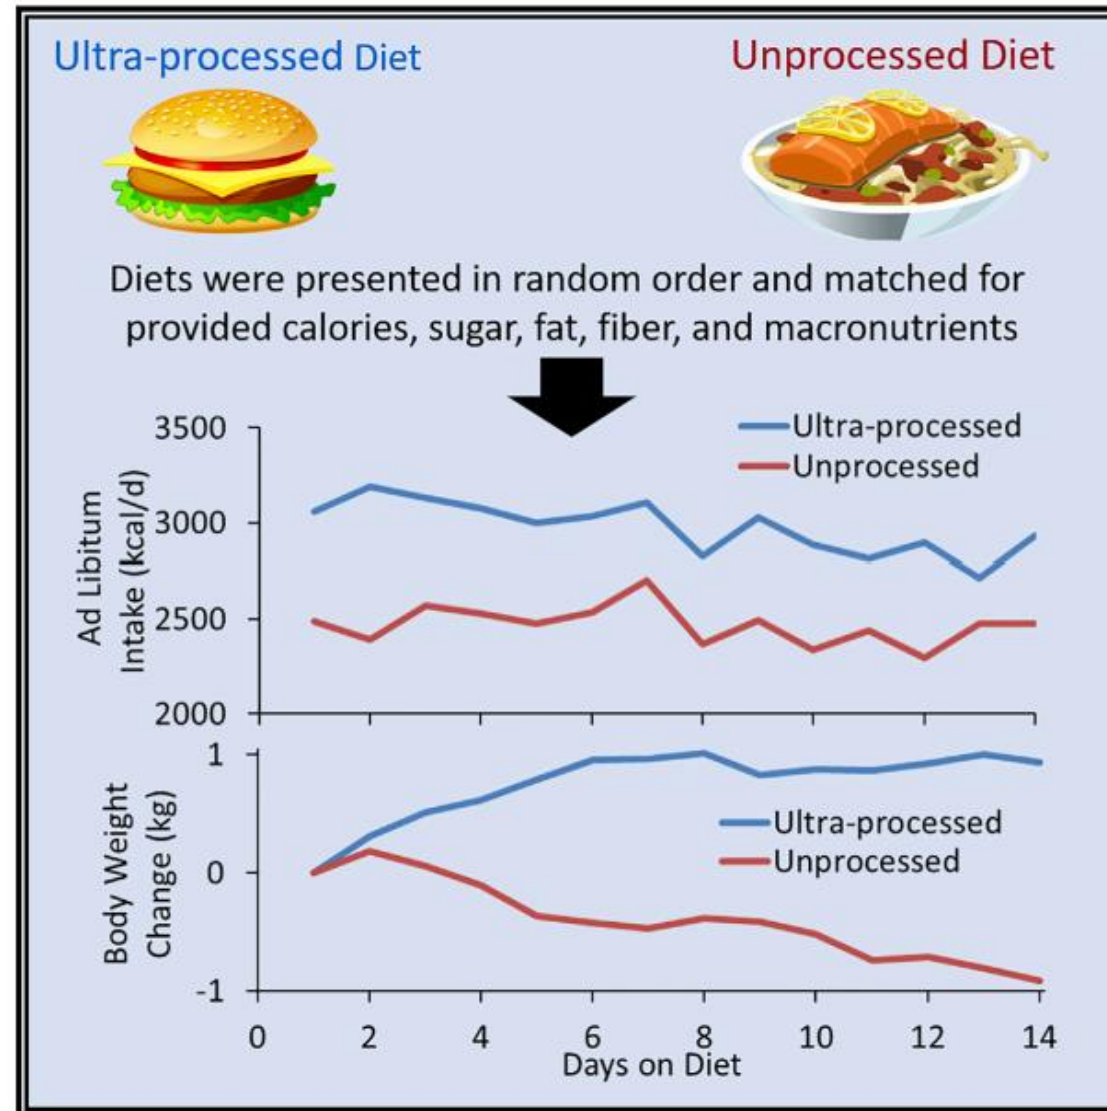 Ultra-processed Diet
Unprocessed Diet
Diets were presented in random order and matched for
provided calories, sugar, fat, fiber, and macronutrients
Ad Libitum
Intake (kcal/d)
3500
3000
2500
2000
Ultra-processed
Unprocessed
Body Weight
Change (kg)
1
0
-1
Ultra-processed
Unprocessed
0 2 4 6 8 10 12 14
Days on Diet